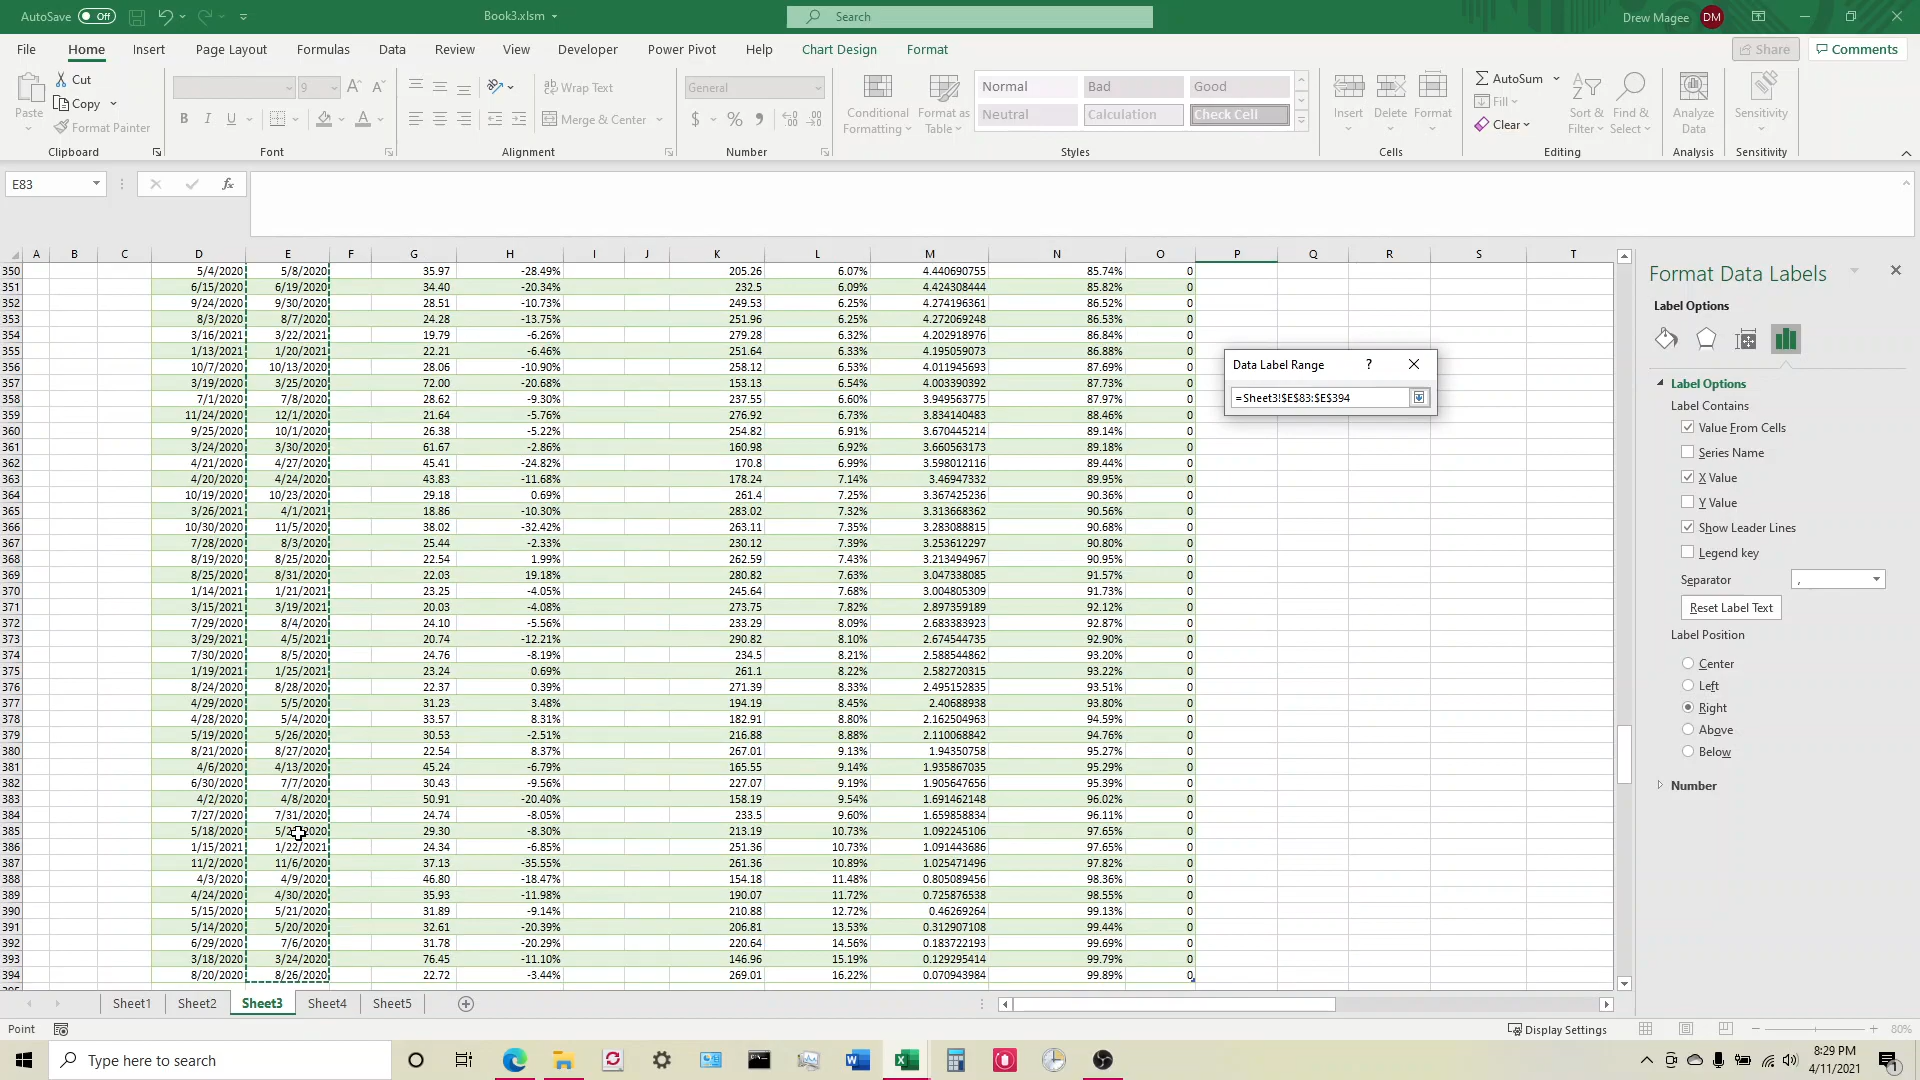 AutoSave Off Book3.xlsm Search Drew Magee DM
File Home Insert Page Layout Formulas Data Review View Developer Power Pivot Help Chart Design Format Share Comments
Paste Cut Copy Format Painter Clipboard
9 B I U Font
Wrap Text Merge & Center Alignment
General $ % Number
Conditional Formatting Format as Table Normal Bad Good Neutral Calculation Check Cell Styles
Insert Delete Format Cells
AutoSum Fill Clear Sort & Filter Find & Select Editing
Analyze Data Analysis
Sensitivity Sensitivity
E83 fx
A B C D E F G H I J K L M N O P Q R S T
350 5/4/2020 5/8/2020 35.97 -28.49% 205.26 6.07% 4.440690755 85.74% 0
351 6/15/2020 6/19/2020 34.40 -20.34% 232.5 6.09% 4.424308444 85.82% 0
352 9/24/2020 9/30/2020 28.51 -10.73% 249.53 6.25% 4.274196361 86.52% 0
353 8/3/2020 8/7/2020 24.28 -13.75% 251.96 6.25% 4.272069248 86.53% 0
354 3/16/2021 3/22/2021 19.79 -6.26% 279.28 6.32% 4.202918976 86.84% 0
355 1/13/2021 1/20/2021 22.21 -6.46% 251.64 6.33% 4.195059073 86.88% 0
356 10/7/2020 10/13/2020 28.06 -10.90% 258.12 6.53% 4.011945693 87.69% 0
357 3/19/2020 3/25/2020 72.00 -20.68% 153.13 6.54% 4.003390392 87.73% 0
358 7/1/2020 7/8/2020 28.62 -9.30% 237.55 6.60% 3.949563775 87.97% 0
359 11/24/2020 12/1/2020 21.64 -5.76% 276.92 6.73% 3.834140483 88.46% 0
360 9/25/2020 10/1/2020 26.38 -5.22% 254.82 6.91% 3.670445214 89.14% 0
361 3/24/2020 3/30/2020 61.67 -2.86% 160.98 6.92% 3.660563173 89.18% 0
362 4/21/2020 4/27/2020 45.41 -24.82% 170.8 6.99% 3.598012116 89.44% 0
363 4/20/2020 4/24/2020 43.83 -11.68% 178.24 7.14% 3.46947332 89.95% 0
364 10/19/2020 10/23/2020 29.18 0.69% 261.4 7.25% 3.367425236 90.36% 0
365 3/26/2021 4/1/2021 18.86 -10.30% 283.02 7.32% 3.313668362 90.56% 0
366 10/30/2020 11/5/2020 38.02 -32.42% 263.11 7.35% 3.283088815 90.68% 0
367 7/28/2020 8/3/2020 25.44 -2.33% 230.12 7.39% 3.253612297 90.80% 0
368 8/19/2020 8/25/2020 22.54 1.99% 262.59 7.43% 3.213494967 90.95% 0
369 8/25/2020 8/31/2020 22.03 19.18% 280.82 7.63% 3.047338085 91.57% 0
370 1/14/2021 1/21/2021 23.25 -4.05% 245.64 7.68% 3.004805309 91.73% 0
371 3/15/2021 3/19/2021 20.03 -4.08% 273.75 7.82% 2.897359189 92.12% 0
372 7/29/2020 8/4/2020 24.10 -5.56% 233.29 8.09% 2.683383923 92.87% 0
373 3/29/2021 4/5/2021 20.74 -12.21% 290.82 8.10% 2.674544735 92.90% 0
374 7/30/2020 8/5/2020 24.76 -8.19% 234.5 8.21% 2.588544862 93.20% 0
375 1/19/2021 1/25/2021 23.24 0.69% 261.1 8.22% 2.582720315 93.22% 0
376 8/24/2020 8/28/2020 22.37 0.39% 271.39 8.33% 2.495152835 93.51% 0
377 4/29/2020 5/5/2020 31.23 3.48% 194.19 8.45% 2.40688938 93.80% 0
378 4/28/2020 5/4/2020 33.57 8.31% 182.91 8.80% 2.162504963 94.59% 0
379 5/19/2020 5/26/2020 30.53 -2.51% 216.88 8.88% 2.110068842 94.76% 0
380 8/21/2020 8/27/2020 22.54 8.37% 267.01 9.13% 1.94350758 95.27% 0
381 4/6/2020 4/13/2020 45.24 -6.79% 165.55 9.14% 1.935867035 95.29% 0
382 6/30/2020 7/7/2020 30.43 -9.56% 227.07 9.19% 1.905647656 95.39% 0
383 4/2/2020 4/8/2020 50.91 -20.40% 158.19 9.54% 1.691462148 96.02% 0
384 7/27/2020 7/31/2020 24.74 -8.05% 233.5 9.60% 1.659858834 96.11% 0
385 5/18/2020 29.30 -8.30% 213.19 10.73% 1.092245106 97.65% 0
386 1/15/2021 1/22/2021 24.34 -6.85% 251.36 10.73% 1.091443686 97.65% 0
387 11/2/2020 11/6/2020 37.13 -35.55% 261.36 10.89% 1.025471496 97.82% 0
388 4/3/2020 4/9/2020 46.80 -18.47% 154.18 11.48% 0.805089456 98.36% 0
389 4/24/2020 4/30/2020 35.93 -11.98% 190.07 11.72% 0.725876538 98.55% 0
390 5/15/2020 5/21/2020 31.89 -9.14% 210.88 12.72% 0.46269264 99.13% 0
391 5/14/2020 5/20/2020 32.61 -20.39% 206.81 13.53% 0.312907108 99.44% 0
392 6/29/2020 7/6/2020 31.78 -20.29% 220.64 14.56% 0.183722193 99.69% 0
393 3/18/2020 3/24/2020 76.45 -11.10% 146.96 15.19% 0.129295414 99.79% 0
394 8/20/2020 8/26/2020 22.72 -3.44% 269.01 16.22% 0.070943984 99.89% 0
Data Label Range ?
=Sheet3!$E$83:$E$394
Format Data Labels
Label Options
Label Options
Label Contains
Value From Cells
Series Name
X Value
Y Value
Show Leader Lines
Legend key
Separator ,
Reset Label Text
Label Position
Center
Left
Right
Above
Below
Number
Sheet1 Sheet2 Sheet3 Sheet4 Sheet5
Point Display Settings 80%
Type here to search 8:29 PM
4/11/2021 1